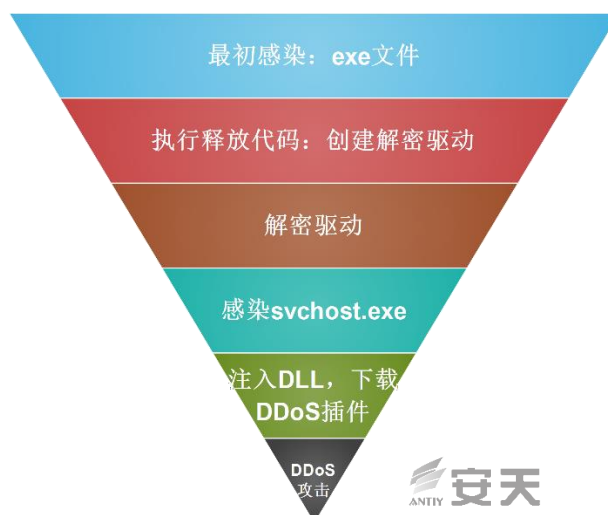 最初感染：exe文件
执行释放代码：创建解密驱动
解密驱动
感染svchost.exe
注入DLL，下载
DDoS插件
DDoS
攻击
ANTIY 安天